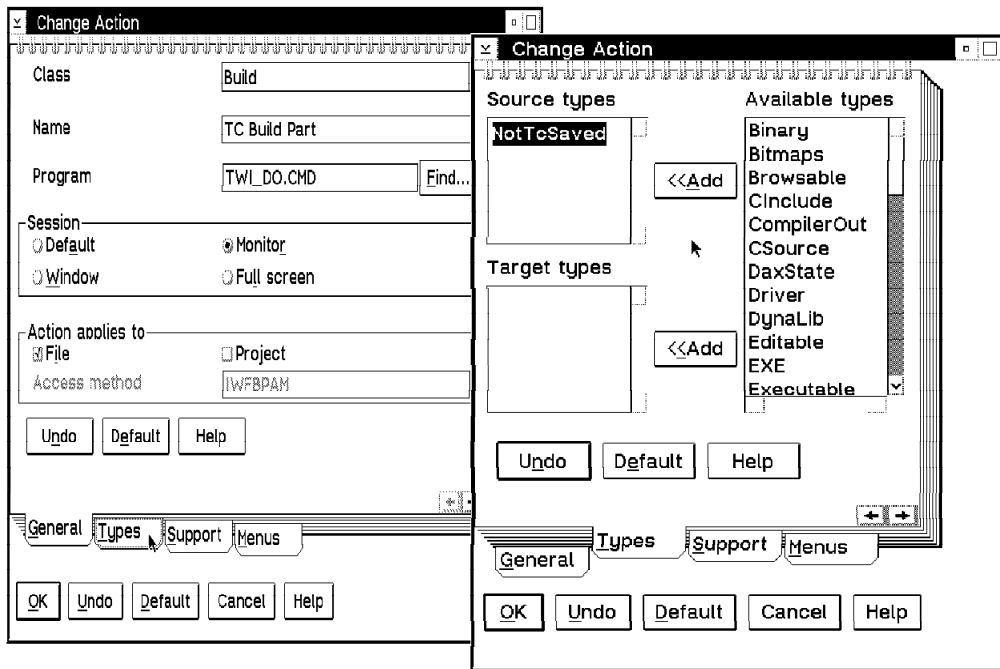 Change Action
Class
Build
Name
TC Build Part
Program
TWI_DO.CMD
Find...
Session
Default
Monitor
Window
Full screen
Action applies to
File
Project
Access method
IWFBPAM
Undo
Default
Help
General
Types
Support
Menus
OK
Undo
Default
Cancel
Help
Change Action
Source types
Available types
NotTcSaved
<<Add
Binary
Bitmaps
Browsable
CInclude
CompilerOut
CSource
DaxState
Driver
DynaLib
Editable
EXE
Executable
Target types
<<Add
Undo
Default
Help
General
Types
Support
Menus
OK
Undo
Default
Cancel
Help